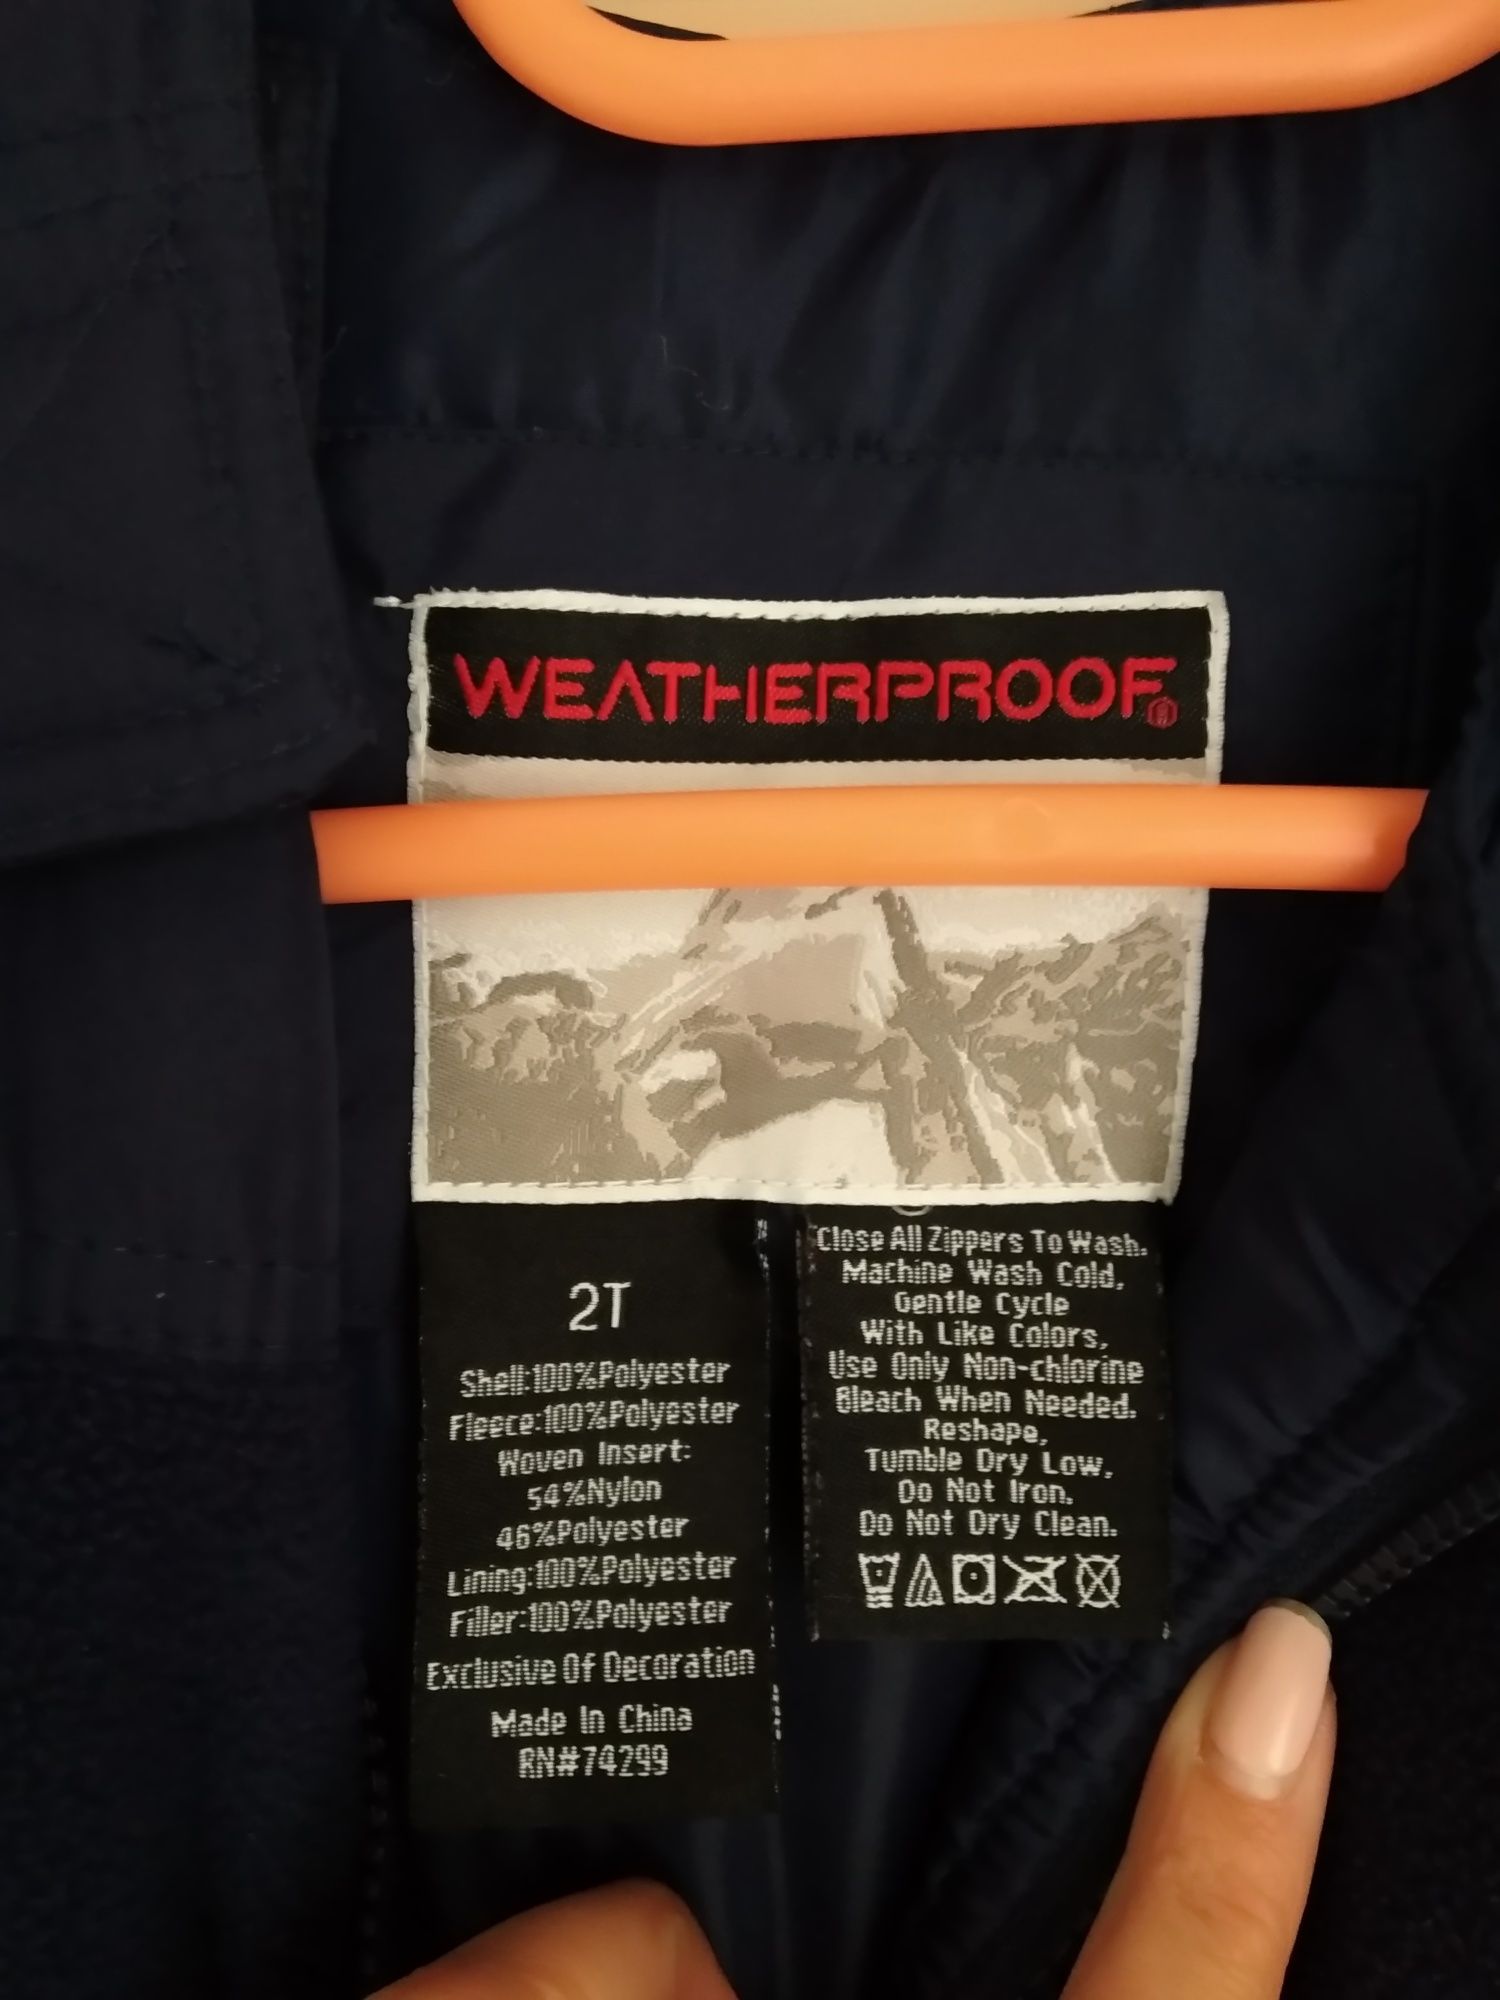 WEATHERPROOF
2T
Shell:100%Polyester
Fleece:100%Polyester
Woven Insert:
54%Nylon
46%Polyester
Lining:100%Polyester
Filler:100%Polyester
Exclusive Of Decoration
Made In China
RN#74299
Close All Zippers To Wash.
Machine Wash Cold,
Gentle Cycle
With Like Colors,
Use Only Non-chlorine
Bleach When Needed.
Reshape,
Tumble Dry Low.
Do Not Iron.
Do Not Dry Clean.